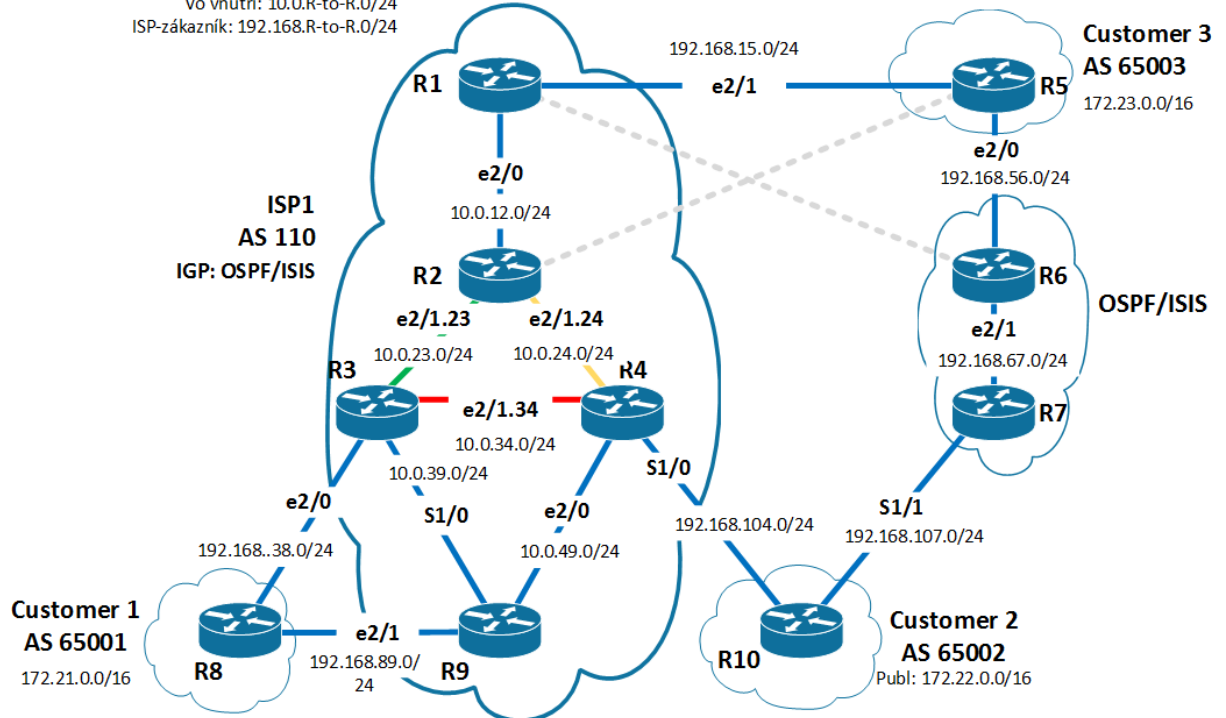 Vo vnútri: 10.0.R-to-R.0/24
ISP-zákazník: 192.168.R-to-R.0/24
192.168.15.0/24
Customer 3
AS 65003
172.23.0.0/16
R1
e2/1
R5
e2/0
e2/0
192.168.56.0/24
ISP1
AS 110
IGP: OSPF/ISIS
10.0.12.0/24
R2
R6
OSPF/ISIS
e2/1.23
e2/1.24
e2/1
10.0.23.0/24
10.0.24.0/24
192.168.67.0/24
R3
R4
R7
e2/1.34
10.0.34.0/24
10.0.39.0/24
S1/0
e2/0
S1/0
e2/0
S1/1
192.168..38.0/24
10.0.49.0/24
192.168.104.0/24
192.168.107.0/24
Customer 1
AS 65001
172.21.0.0/16
R8
e2/1
192.168.89.0/
24
R9
R10
Customer 2
AS 65002
Publ: 172.22.0.0/16